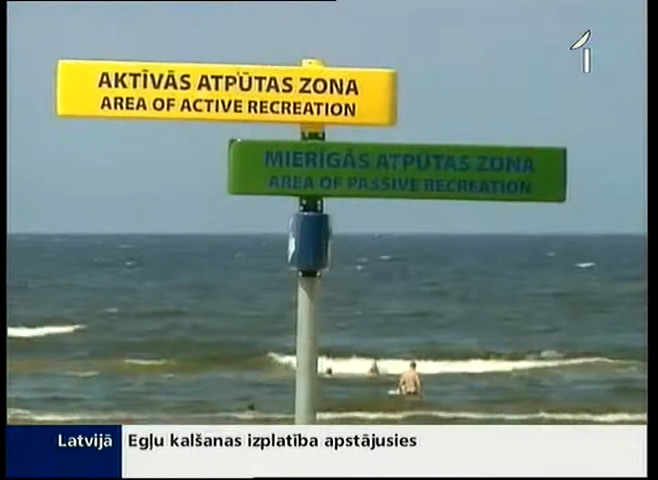 1
AKTĪVĀS ATPŪTAS ZONA
AREA OF ACTIVE RECREATION
MIERĪGĀS ATPŪTAS ZONA
AREA OF PASSIVE RECREATION
Latvijā
Egļu kalšanas izplatība apstājusies